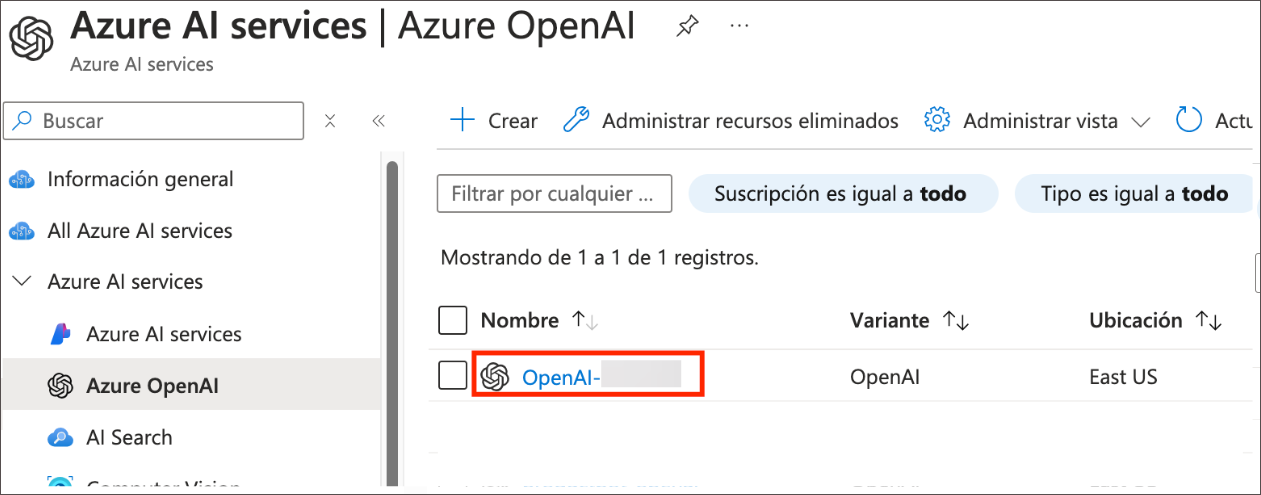 Azure AI services | Azure OpenAI
Azure AI services
Buscar
Crear
Administrar recursos eliminados
Administrar vista
Actu
Información general
All Azure AI services
Azure AI services
Azure AI services
Azure OpenAI
AI Search
Computer Vision
Filtrar por cualquier ...
Suscripción es igual a todo
Tipo es igual a todo
Mostrando de 1 a 1 de 1 registros.
Nombre
Variante
Ubicación
OpenAI-
OpenAI
East US